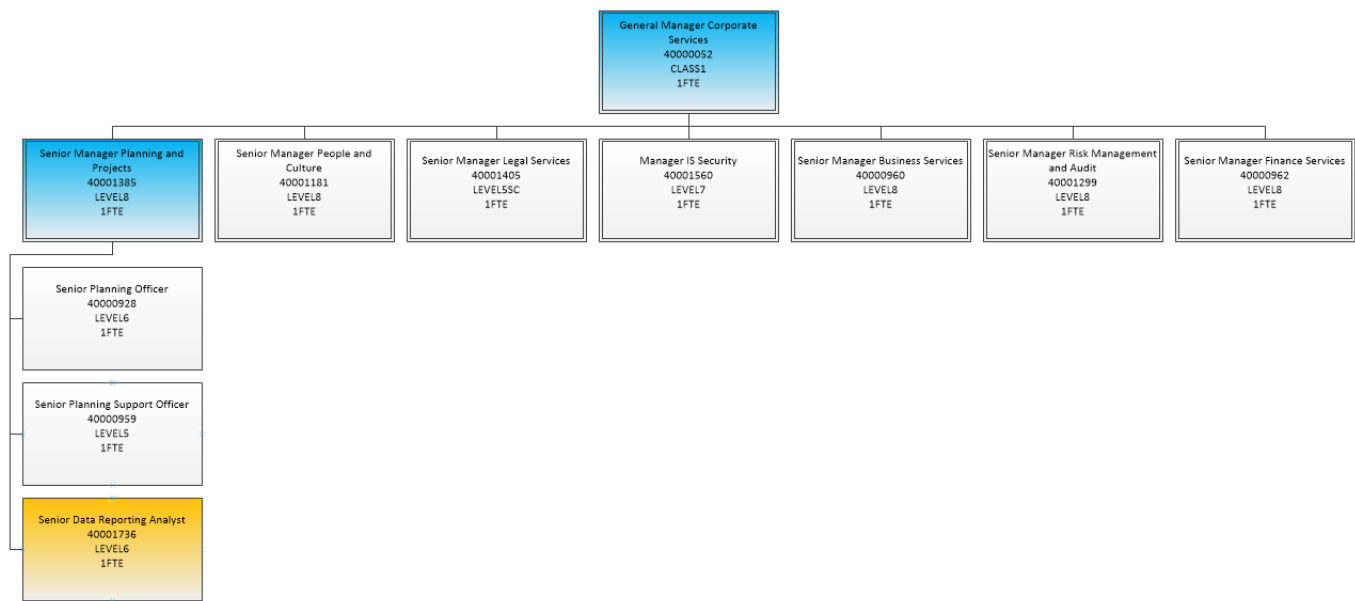 General Manager Corporate
Services
40000052
CLASS1
1FTE
Senior Manager Planning and
Projects
40001385
LEVEL8
1FTE
Senior Manager People and
Culture
40001181
LEVEL8
1FTE
Senior Manager Legal Services
40001405
LEVEL5SC
1FTE
Manager IS Security
40001560
LEVEL7
1FTE
Senior Manager Business Services
40000960
LEVEL8
1FTE
Senior Manager Risk Management
and Audit
40001299
LEVEL8
1FTE
Senior Manager Finance Services
40000962
LEVEL8
1FTE
Senior Planning Officer
40000928
LEVEL6
1FTE
Senior Planning Support Officer
40000959
LEVEL5
1FTE
Senior Data Reporting Analyst
40001736
LEVEL6
1FTE